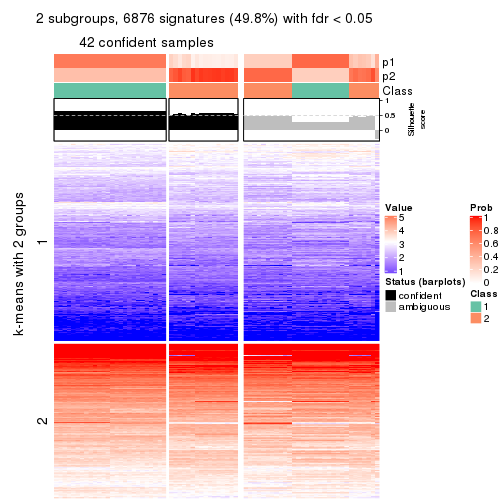 2 subgroups, 6876 signatures (49.8%) with fdr < 0.05
42 confident samples
p1
p2
Class
1
0.5
0
Silhouette
score
k-means with 2 groups
1
2
Value
5
4
3
2
1
Status (barplots)
confident
ambiguous
Prob
1
0.8
0.6
0.4
0.2
0
Class
1
2